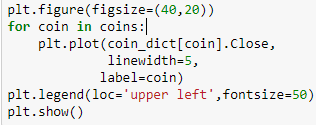 plt.figure(figsize=(40,20))
for coin in coins:
    plt.plot(coin_dict[coin].Close,
             linewidth=5,
            label=coin)
plt.legend(loc='upper left',fontsize=50)
plt.show()